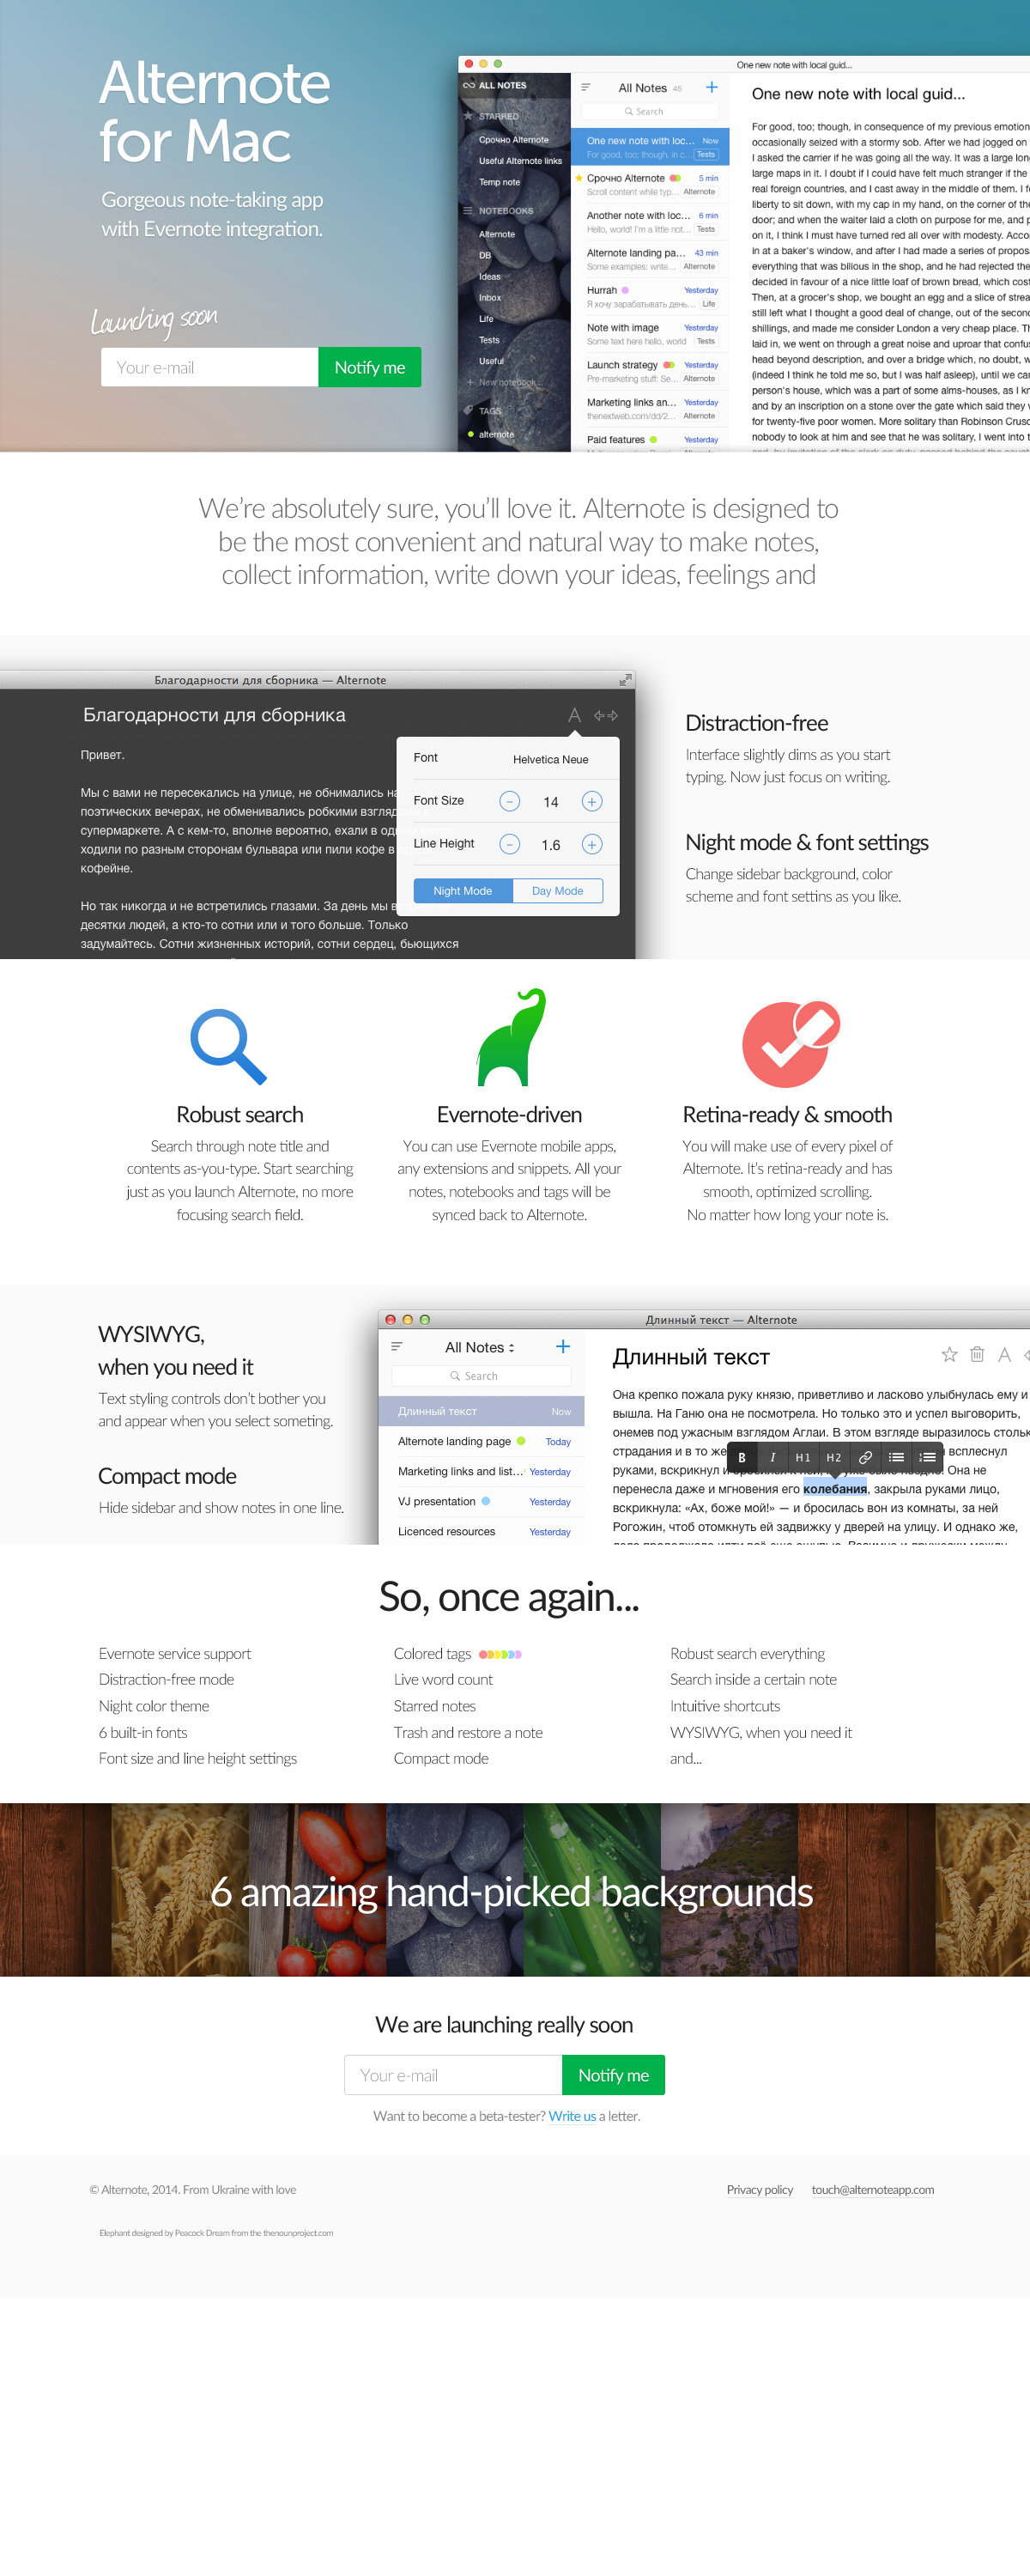 Alternote
for Mac
Gorgeous note-taking app
with Evernote integration.
Launching soon
Your e-mail
Notify me
One new note with local guid...
ALL NOTES
STARRED
Срочно Alternote
Useful Alternote links
Temp note
NOTEBOOKS
Alternote
DB
Ideas
Inbox
Life
Tests
Useful
New notebook...
TAGS
alternote
All Notes 45
Search
One new note with loc... Now
For good, too; though, in c... Tests
Срочно Alternote 5 min
Scroll content while typ... Alternote
Another note with loc... 6 min
Hello, world! I'm a little not... Tests
Alternote landing pa... 43 min
Some examples: write... Alternote
Hurrah Yesterday
Я хочу зарабатывать день... Life
Note with image Yesterday
Some text here hello, world Tests
Launch strategy Yesterday
Pre-marketing stuff: Se... Alternote
Marketing links an... Yesterday
thenextweb.com/dd/2... Alternote
Paid features Yesterday
One new note with local guid...
For good, too; though, in consequence of my previous emotion
occasionally seized with a stormy sob. After we had jogged on
I asked the carrier if he was going all the way. It was a large long
large maps in it. I doubt if I could have felt much stranger if the
real foreign countries, and I cast away in the middle of them. I f
liberty to sit down, with my cap in my hand, on the corner of the
door; and when the waiter laid a cloth on purpose for me, and p
on it, I think I must have turned red all over with modesty. Acco
in at a baker's window, and after I had made a series of propos
everything that was bilious in the shop, and he had rejected the
decided in favour of a nice little loaf of brown bread, which cost
Then, at a grocer's shop, we bought an egg and a slice of strea
still left what I thought a good deal of change, out of the second
shillings, and made me consider London a very cheap place. Th
laid in, we went on through a great noise and uproar that confus
head beyond description, and over a bridge which, no doubt, w
(indeed I think he told me so, but I was half asleep), until we can
person's house, which was a part of some alms-houses, as I kn
and by an inscription on a stone over the gate which said they w
for twenty-five poor women. More solitary than Robinson Crusc
nobody to look at him and see that he was solitary, I went into t
We're absolutely sure, you'll love it. Alternote is designed to
be the most convenient and natural way to make notes,
collect information, write down your ideas, feelings and
Благодарности для сборника — Alternote
Благодарности для сборника
Привет.
Мы с вами не пересекались на улице, не обнимались на
поэтических вечерах, не обменивались робкими взгляд
супермаркете. А с кем-то, вполне вероятно, ехали в од
ходили по разным сторонам бульвара или пили кофе в
кофейне.
Но так никогда и не встретились глазами. За день мы в
десятки людей, а кто-то сотни или и того больше. Только
задумайтесь. Сотни жизненных историй, сотни сердец, бьющихся
Font Helvetica Neue
Font Size - 14 +
Line Height - 1.6 +
Night Mode Day Mode
Distraction-free
Interface slightly dims as you start
typing. Now just focus on writing.
Night mode & font settings
Change sidebar background, color
scheme and font settins as you like.
Robust search
Search through note title and
contents as-you-type. Start searching
just as you launch Alternote, no more
focusing search field.
Evernote-driven
You can use Evernote mobile apps,
any extensions and snippets. All your
notes, notebooks and tags will be
synced back to Alternote.
Retina-ready & smooth
You will make use of every pixel of
Alternote. It's retina-ready and has
smooth, optimized scrolling.
No matter how long your note is.
WYSIWYG,
when you need it
Text styling controls don't bother you
and appear when you select someting.
Compact mode
Hide sidebar and show notes in one line.
Длинный текст — Alternote
All Notes
Search
Длинный текст Now
Alternote landing page Today
Marketing links and list... Yesterday
VJ presentation Yesterday
Licenced resources Yesterday
Длинный текст
Она крепко пожала руку князю, приветливо и ласково улыбнулась ему и
вышла. На Ганю она не посмотрела. Но только это и успел выговорить,
онемев под ужасным взглядом Аглаи. В этом взгляде выразилось стольк
страдания и в то же всплеснул
B I H1 H2
руками, вскрикнул и Она не
перенесла даже и мгновения его колебания, закрыла руками лицо,
вскрикнула: «Ах, боже мой!» — и бросилась вон из комнаты, за ней
Рогожин, чтоб отомкнуть ей задвижку у дверей на улицу. И однако же,
So, once again...
Evernote service support
Distraction-free mode
Night color theme
6 built-in fonts
Font size and line height settings
Colored tags
Live word count
Starred notes
Trash and restore a note
Compact mode
Robust search everything
Search inside a certain note
Intuitive shortcuts
WYSIWYG, when you need it
and...
6 amazing hand-picked backgrounds
We are launching really soon
Your e-mail
Notify me
Want to become a beta-tester? Write us a letter.
© Alternote, 2014. From Ukraine with love
Privacy policy touch@alternoteapp.com
Elephant designed by Peacock Dream from the thenounproject.com